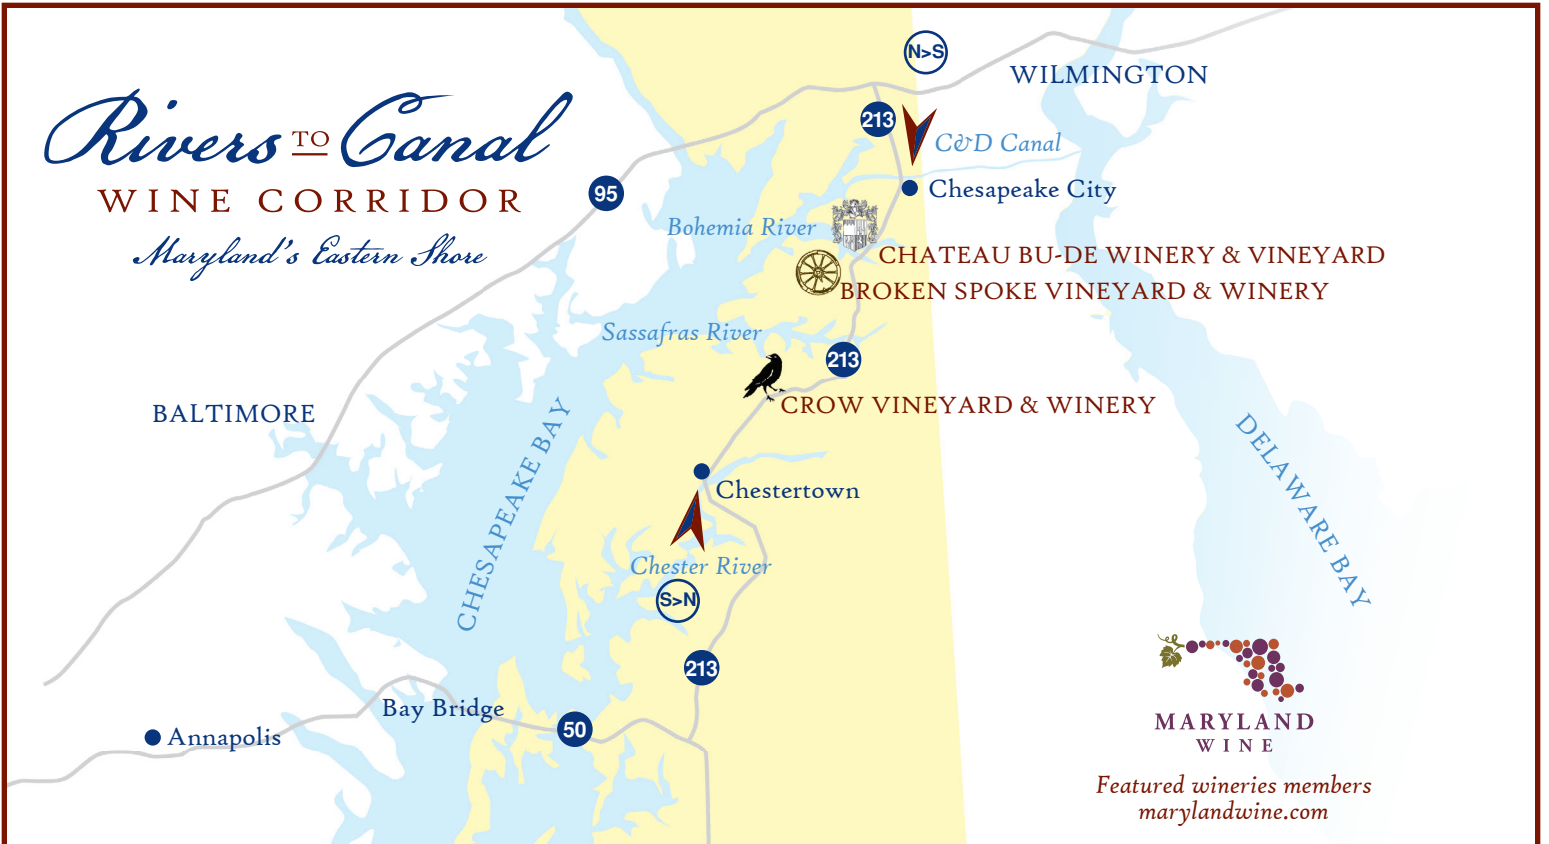 Rivers TO Canal
WINE CORRIDOR
Maryland's Eastern Shore
N>S
WILMINGTON
213
C&D Canal
95
Chesapeake City
Bohemia River
CHATEAU BU-DE WINERY & VINEYARD
BROKEN SPOKE VINEYARD & WINERY
Sassafras River
213
CROW VINEYARD & WINERY
BALTIMORE
CHESAPEAKE BAY
DELAWARE BAY
Chestertown
Chester River
S>N
213
Bay Bridge
50
Annapolis
MARYLAND
WINE
Featured wineries members
marylandwine.com